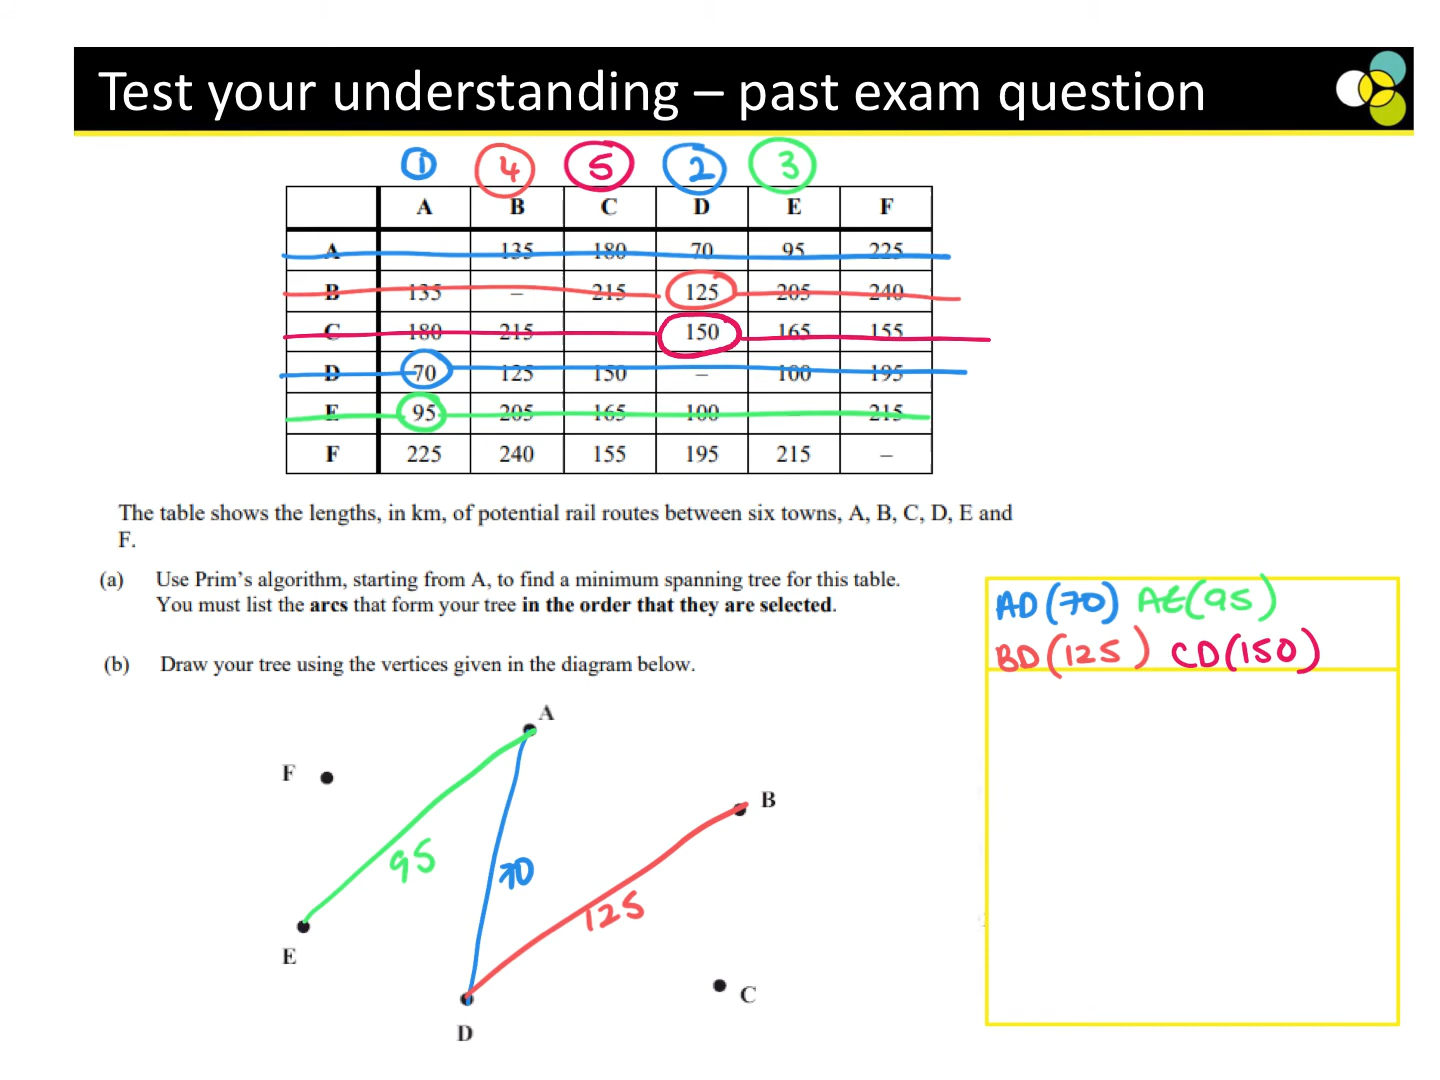 Test your understanding – past exam question
1 4 5 2 3
A B C D E F
A 135 180 70 95 225
B 135 – 215 125 205 240
C 180 215 150 165 155
D 70 125 150 – 100 195
E 95 205 165 100 – 215
F 225 240 155 195 215 –
The table shows the lengths, in km, of potential rail routes between six towns, A, B, C, D, E and
F.
(a) Use Prim's algorithm, starting from A, to find a minimum spanning tree for this table.
You must list the arcs that form your tree in the order that they are selected.
AD(70) AE(95)
BD(125) CD(150)
(b) Draw your tree using the vertices given in the diagram below.
A
F
B
95
70
125
E
C
D